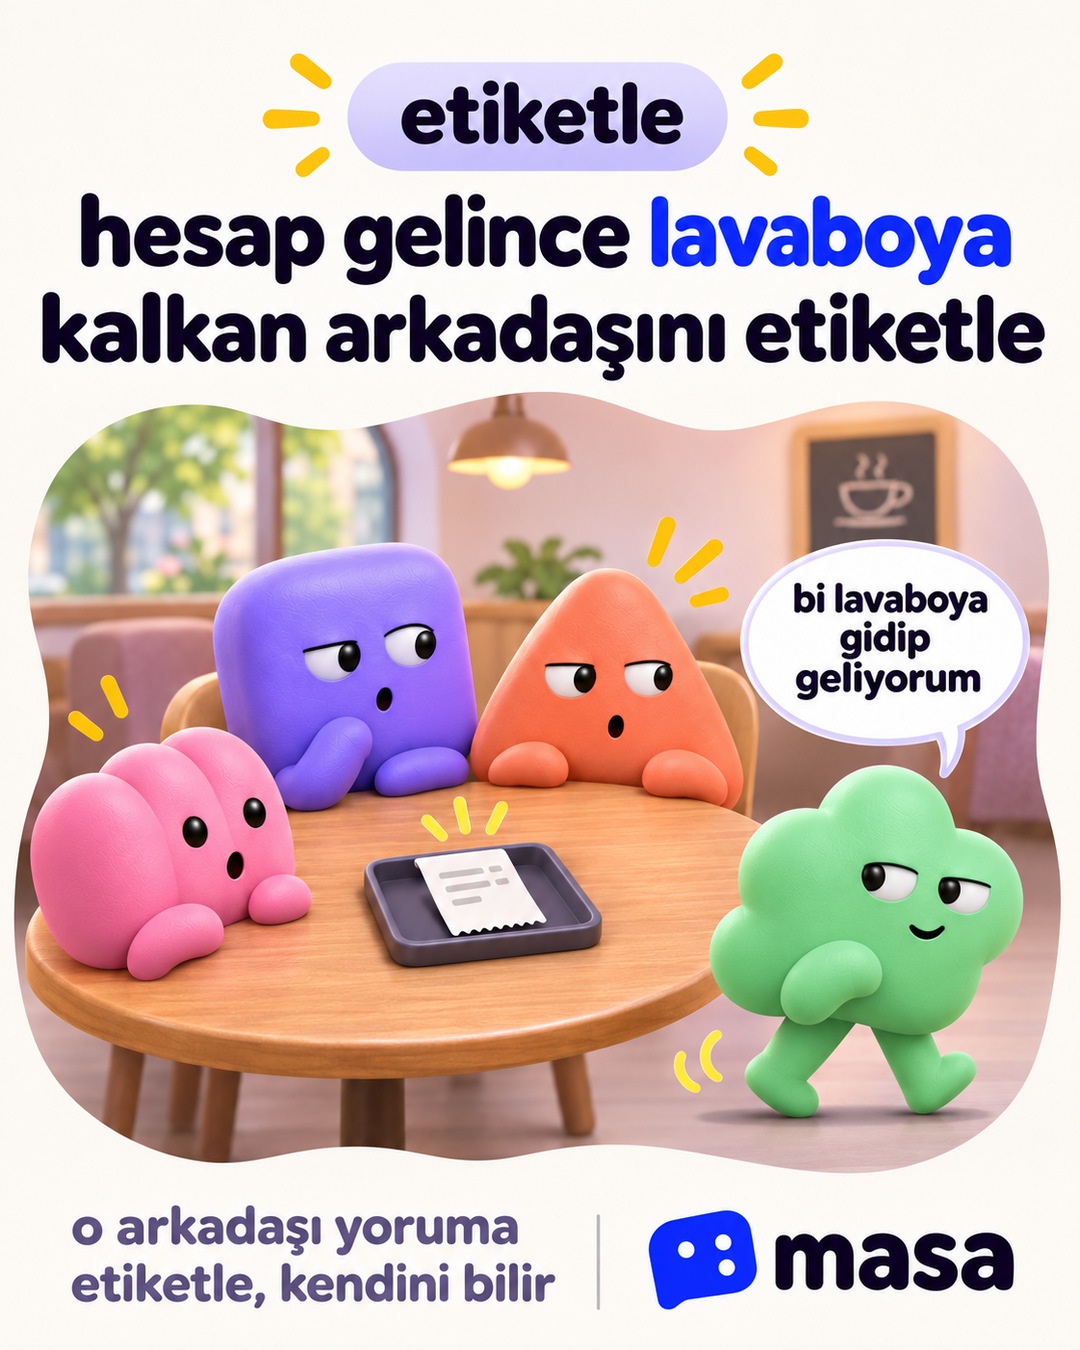 etiketle
hesap gelince lavaboya
kalkan arkadaşını etiketle
bi lavaboya
gidip
geliyorum
o arkadaşı yoruma
etiketle, kendini bilir
masa